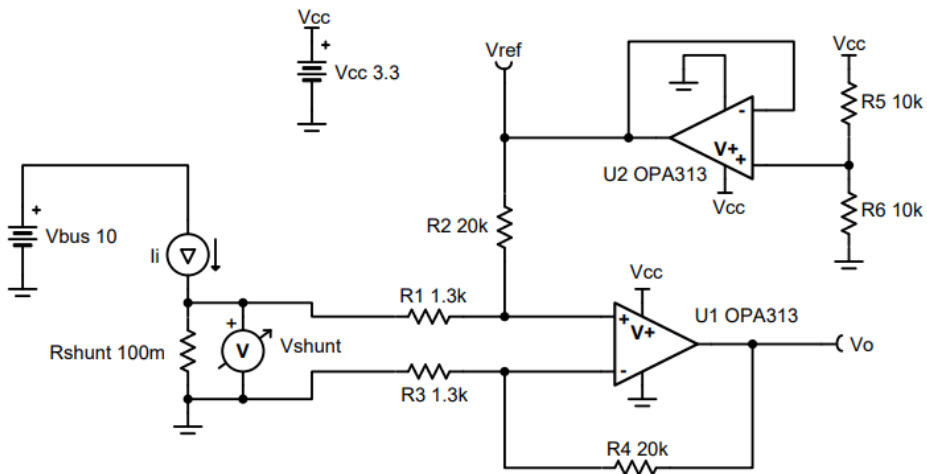 Vcc
+
Vcc 3.3
Vref
Vcc
R5 10k
-
V+
+
U2 OPA313
Vcc
R6 10k
+
Vbus 10
Ii
R2 20k
R1 1.3k
Vcc
+
V+
-
U1 OPA313
Vo
Rshunt 100m
+
V
Vshunt
R3 1.3k
R4 20k